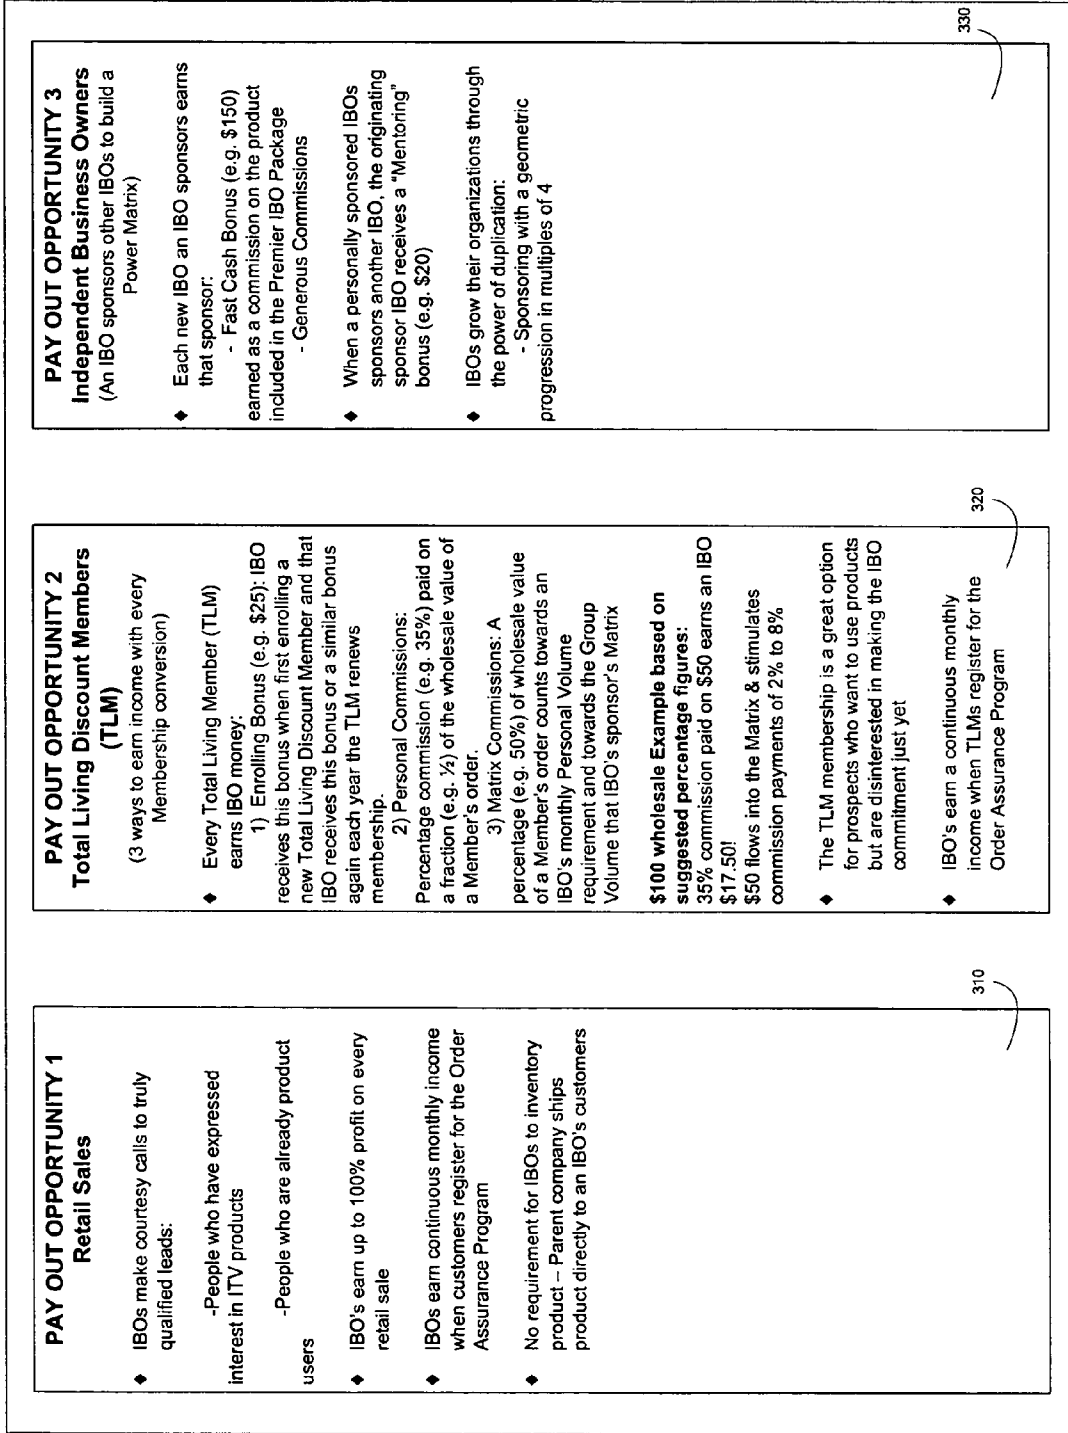 PAY OUT OPPORTUNITY 1
Retail Sales
♦ IBOs make courtesy calls to truly
qualified leads:
-People who have expressed
interest in ITV products
-People who are already product
users
♦ IBO's earn up to 100% profit on every
retail sale
♦ IBOs earn continuous monthly income
when customers register for the Order
Assurance Program
♦ No requirement for IBOs to inventory
product – Parent company ships
product directly to an IBO's customers
310
PAY OUT OPPORTUNITY 2
Total Living Discount Members
(TLM)
(3 ways to earn income with every
Membership conversion)
♦ Every Total Living Member (TLM)
earns IBO money:
1) Enrolling Bonus (e.g. $25): IBO
receives this bonus when first enrolling a
new Total Living Discount Member and that
IBO receives this bonus or a similar bonus
again each year the TLM renews
membership.
2) Personal Commissions:
Percentage commission (e.g. 35%) paid on
a fraction (e.g. ½) of the wholesale value of
a Member's order.
3) Matrix Commissions: A
percentage (e.g. 50%) of wholesale value
of a Member's order counts towards an
IBO's monthly Personal Volume
requirement and towards the Group
Volume that IBO's sponsor's Matrix
$100 wholesale Example based on
suggested percentage figures:
35% commission paid on $50 earns an IBO
$17.50!
$50 flows into the Matrix & stimulates
commission payments of 2% to 8%
♦ The TLM membership is a great option
for prospects who want to use products
but are disinterested in making the IBO
commitment just yet
♦ IBO's earn a continuous monthly
income when TLMs register for the
Order Assurance Program
320
PAY OUT OPPORTUNITY 3
Independent Business Owners
(An IBO sponsors other IBOs to build a
Power Matrix)
♦ Each new IBO an IBO sponsors earns
that sponsor:
- Fast Cash Bonus (e.g. $150)
earned as a commission on the product
included in the Premier IBO Package
- Generous Commissions
♦ When a personally sponsored IBOs
sponsors another IBO, the originating
sponsor IBO receives a "Mentoring"
bonus (e.g. $20)
♦ IBOs grow their organizations through
the power of duplication:
- Sponsoring with a geometric
progression in multiples of 4
330